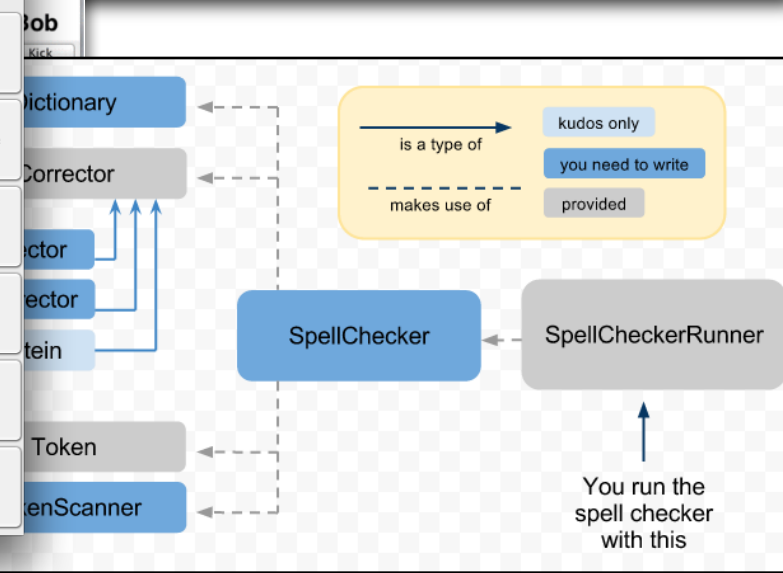 Bob
Kick
Dictionary
Corrector
ector
rector
tein
Token
kenScanner
is a type of
makes use of
kudos only
you need to write
provided
SpellChecker
SpellCheckerRunner
You run the
spell checker
with this